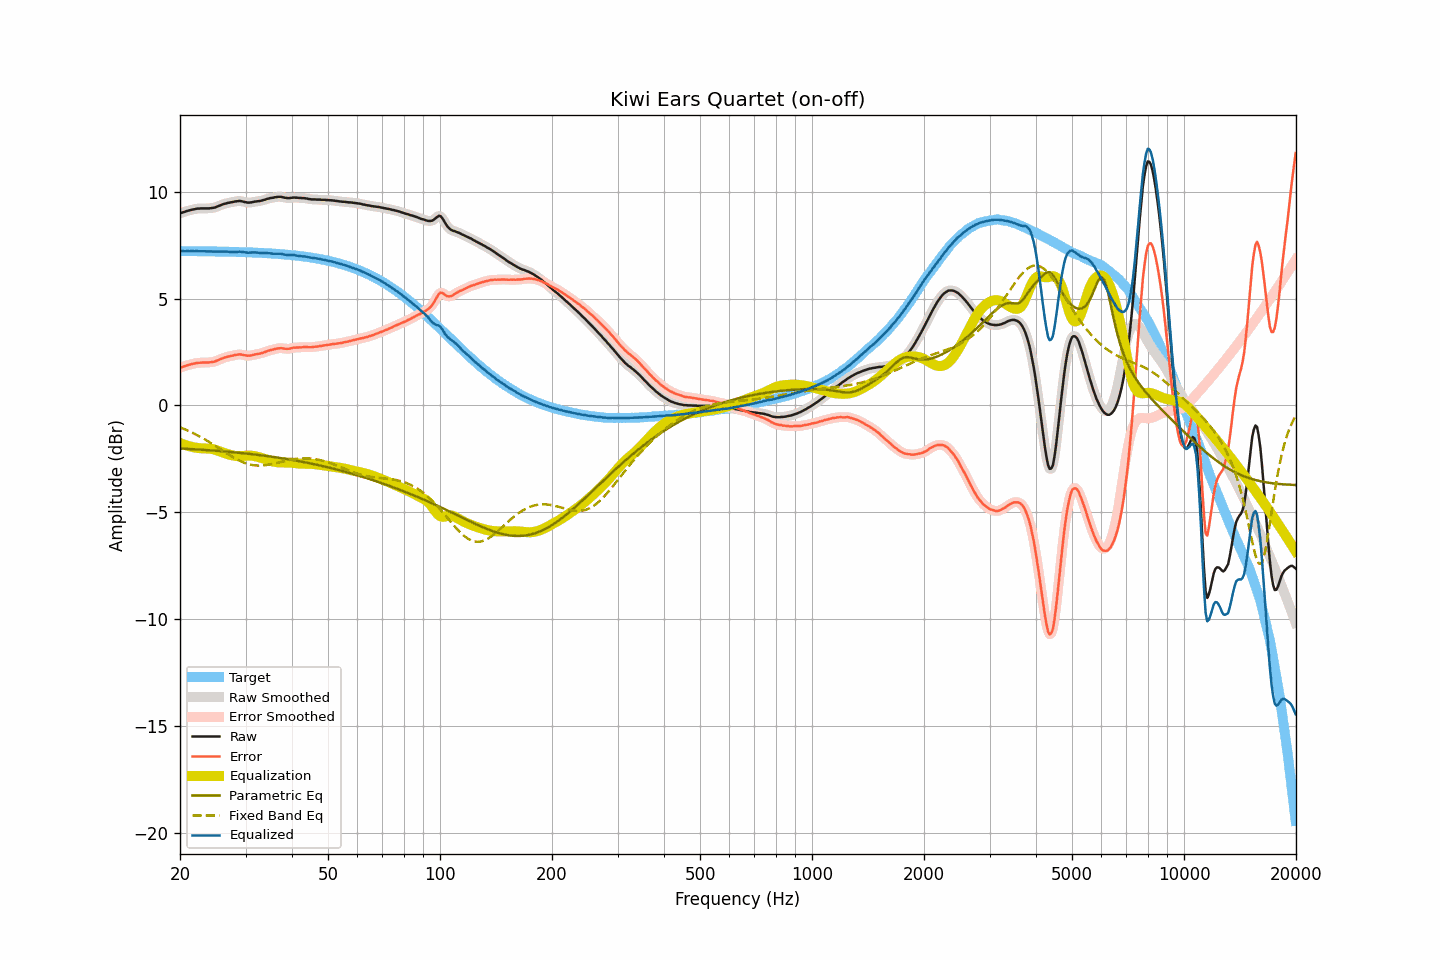 Kiwi Ears Quartet (on-off)
Amplitude (dBr)
10
5
0
−5
−10
−15
−20
Target
Raw Smoothed
Error Smoothed
Raw
Error
Equalization
Parametric Eq
Fixed Band Eq
Equalized
20 50 100 200 500 1000 2000 5000 10000 20000
Frequency (Hz)